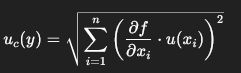 u_c(y) = \sqrt{\sum_{i=1}^{n} \left( \frac{\partial f}{\partial x_i} \cdot u(x_i) \right)^2}